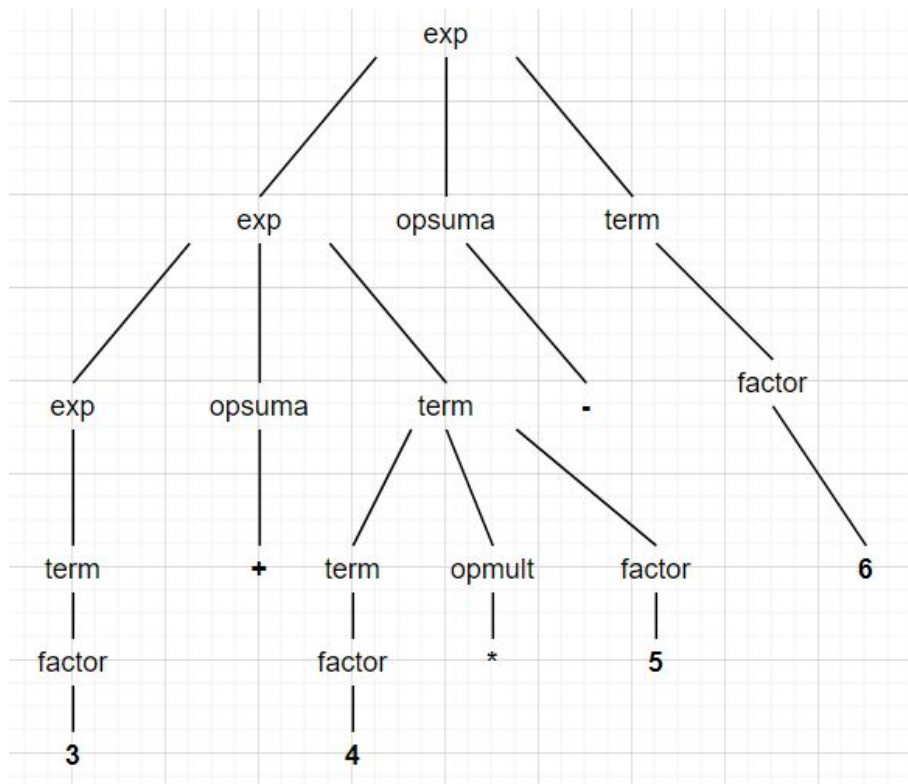 exp
exp opsuma term
factor
exp opsuma term -
term + term opmult factor 6
factor factor * 5
3 4